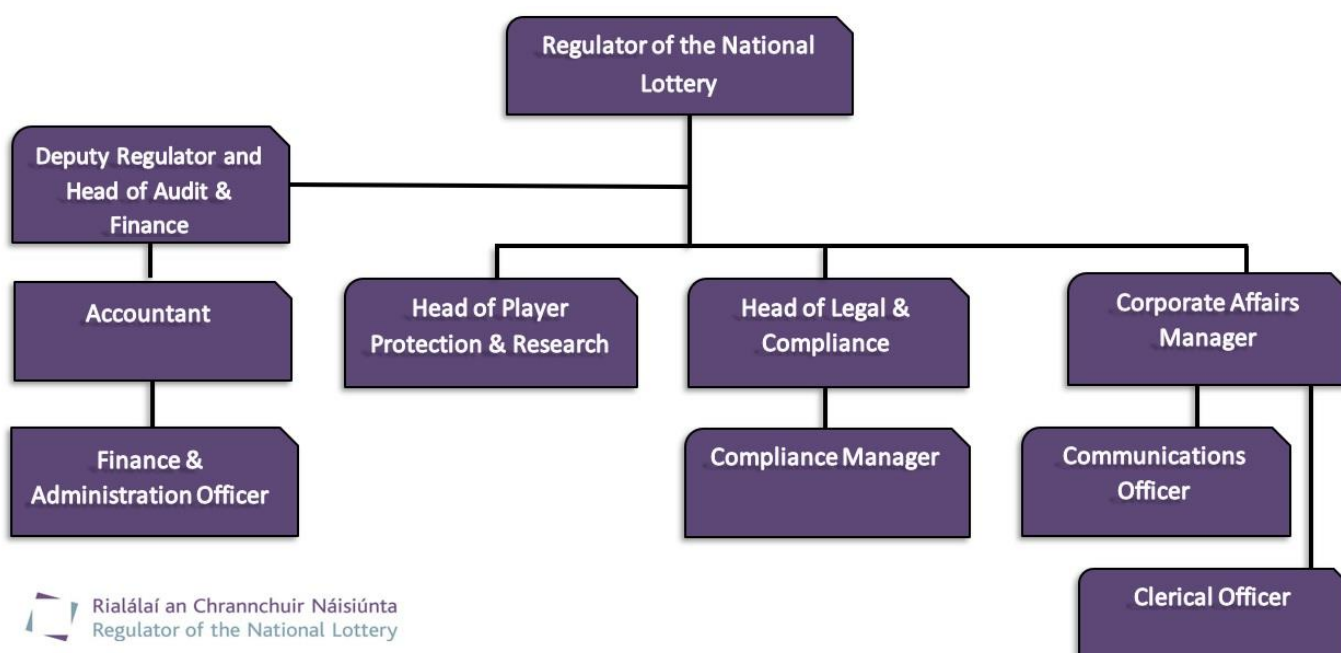 Regulator of the National
Lottery
Deputy Regulator and
Head of Audit &
Finance
Accountant
Head of Player
Protection & Research
Head of Legal &
Compliance
Corporate Affairs
Manager
Finance &
Administration Officer
Compliance Manager
Communications
Officer
Clerical Officer
Rialálaí an Chrannchuir Náisiúnta
Regulator of the National Lottery